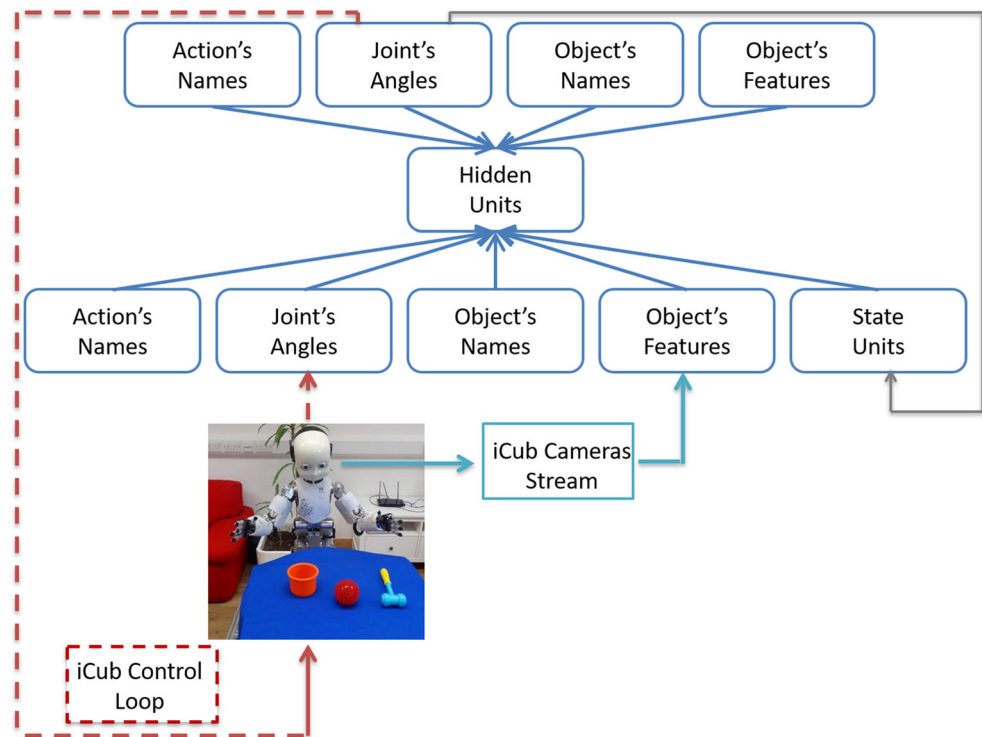 Action's
Names
Joint's
Angles
Object's
Names
Object's
Features
Hidden
Units
Action's
Names
Joint's
Angles
Object's
Names
Object's
Features
State
Units
iCub Cameras
Stream
iCub Control
Loop